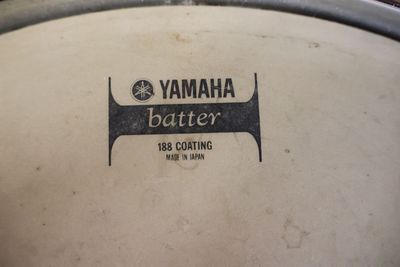 YAMAHA
batter
188 COATING
MADE IN JAPAN